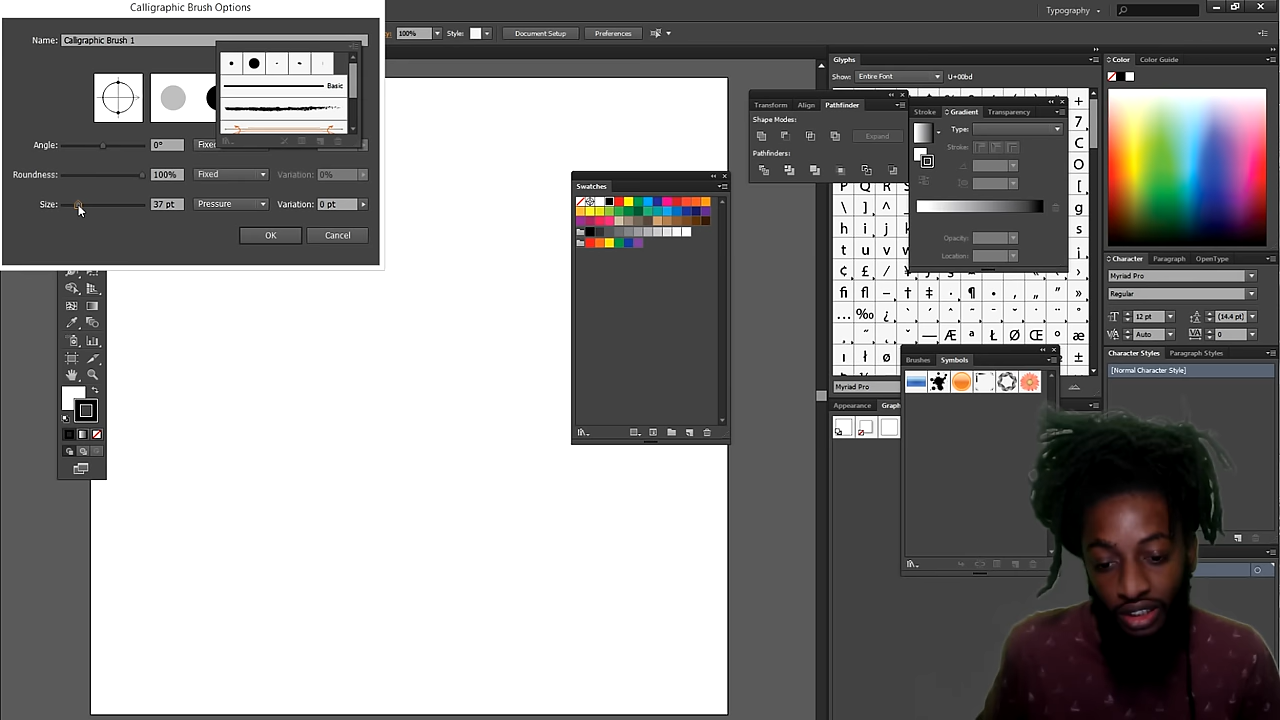 Calligraphic Brush Options
Name: Calligraphic Brush 1
Angle: 0° Fixed
Roundness: 100% Fixed Variation: 0%
Size: 37 pt Pressure Variation: 0 pt
OK Cancel
Basic
100% Style: Document Setup Preferences
Typography
Glyphs
Show: Entire Font U+00bd
Transform Align Pathfinder
Shape Modes:
Expand
Pathfinders:
Stroke Gradient Transparency
Type:
Stroke:
Opacity:
Location:
Swatches
Color Color Guide
Character Paragraph OpenType
Myriad Pro
Regular
12 pt (14.4 pt)
Auto 0
Character Styles Paragraph Styles
[Normal Character Style]
Brushes Symbols
Myriad Pro
Appearance Graph
+
7
C
O
P Q R [
] ^ g
h i j s
t u v i
¢ £ / ¥ »
fi fl – † ‡ · ¶ • ‚ „ ” »
… ‰ ¿ — Æ ª Ł Ø Œ º æ
ı ł ø ±